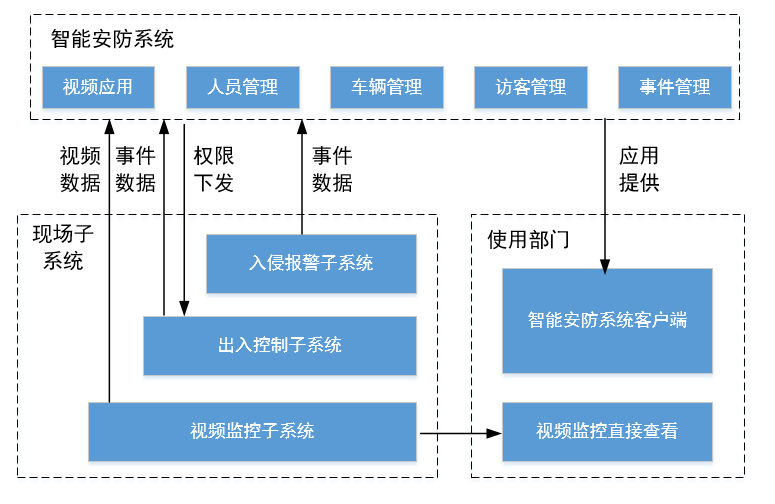 智能安防系统
视频应用
人员管理
车辆管理
访客管理
事件管理
视频
数据
事件
数据
权限
下发
事件
数据
应用
提供
现场子
系统
入侵报警子系统
出入控制子系统
视频监控子系统
使用部门
智能安防系统客户端
视频监控直接查看